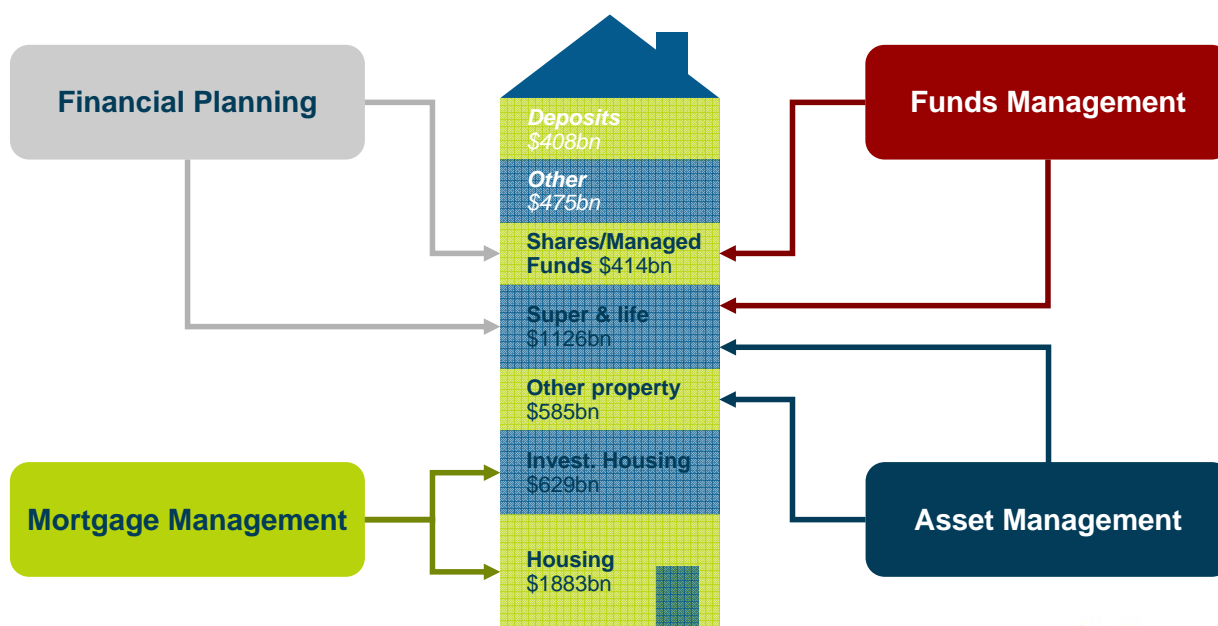 Financial Planning
Funds Management
Deposits
$408bn
Other
$475bn
Shares/Managed
Funds $414bn
Super & life
$1126bn
Other property
$585bn
Invest. Housing
$629bn
Mortgage Management
Asset Management
Housing
$1883bn